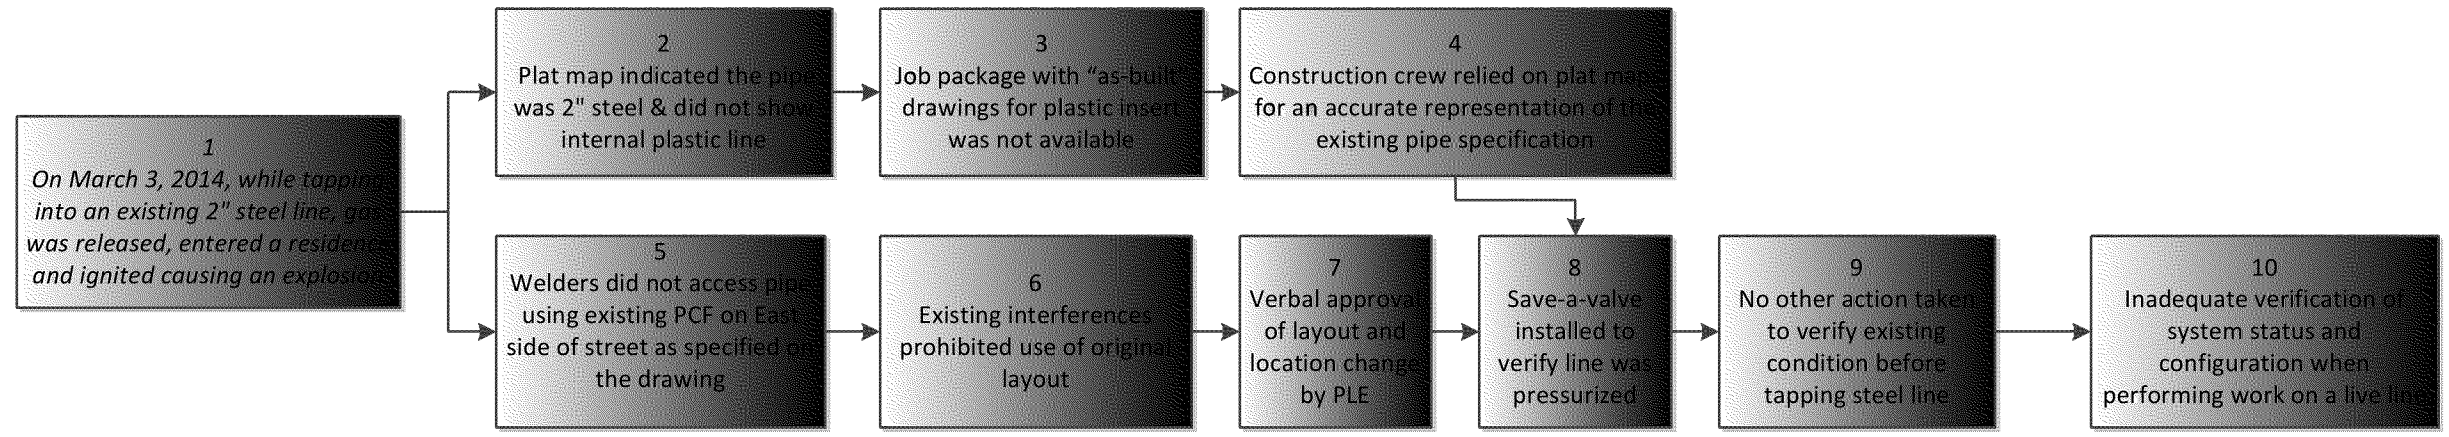 1
On March 3, 2014, while tapping
into an existing 2" steel line, gas
was released, entered a residence
and ignited causing an explosion
2
Plat map indicated the pipe
was 2" steel & did not show
internal plastic line
3
Job package with “as-built”
drawings for plastic insert
was not available
4
Construction crew relied on plat map
for an accurate representation of the
existing pipe specification
5
Welders did not access pipe
using existing PCF on East
side of street as specified on
the drawing
6
Existing interferences
prohibited use of original
layout
7
Verbal approval
of layout and
location change
by PLE
8
Save-a-valve
installed to
verify line was
pressurized
9
No other action taken
to verify existing
condition before
tapping steel line
10
Inadequate verification of
system status and
configuration when
performing work on a live line